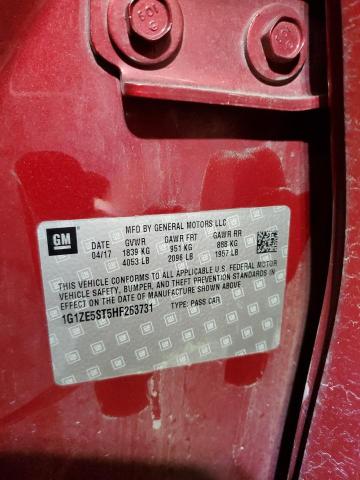 GM
MFD BY GENERAL MOTORS LLC
DATE GVWR GAWR FRT GAWR RR
04/17 1839 KG 951 KG 888 KG
4053 LB 2096 LB 1957 LB
THIS VEHICLE CONFORMS TO ALL APPLICABLE U.S. FEDERAL MOTOR
VEHICLE SAFETY, BUMPER, AND THEFT PREVENTION STANDARDS IN
EFFECT ON THE DATE OF MANUFACTURE SHOWN ABOVE.
1G1ZE5ST5HF253731 TYPE: PASS CAR